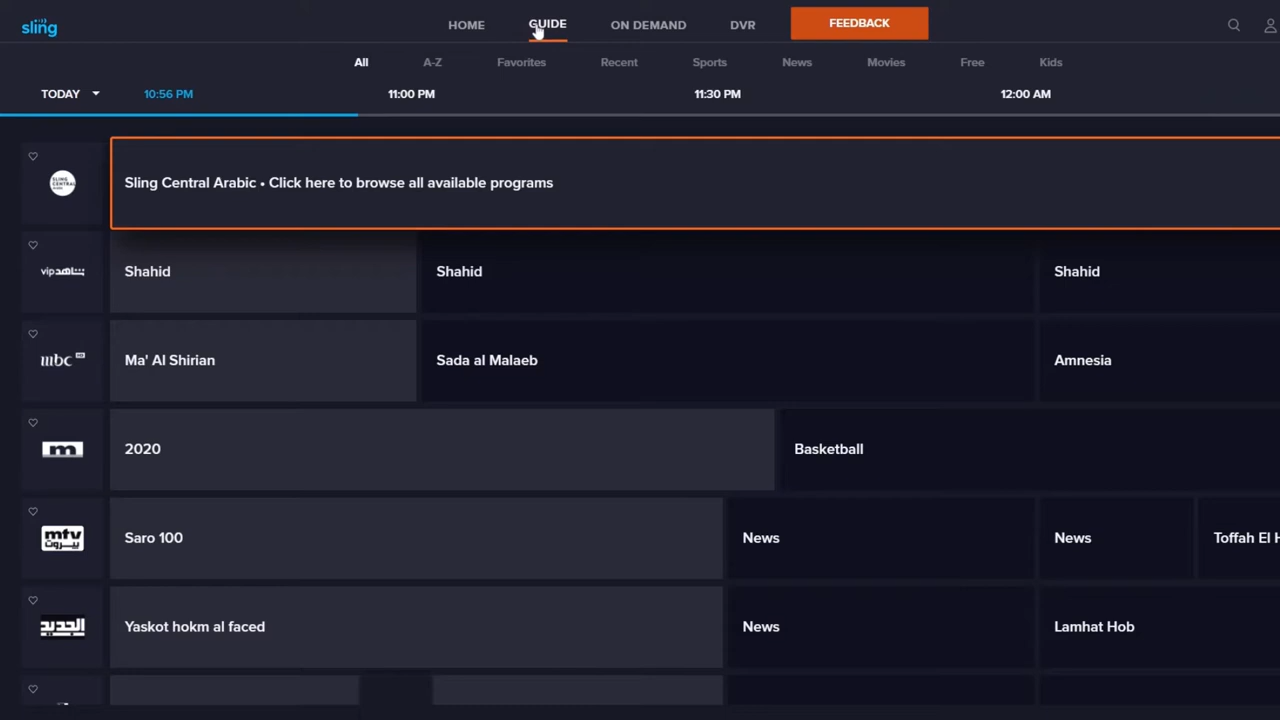 sling
HOME
GUIDE
ON DEMAND
DVR
FEEDBACK
All
A-Z
Favorites
Recent
Sports
News
Movies
Free
Kids
TODAY
10:56 PM
11:00 PM
11:30 PM
12:00 AM
SLING
CENTRAL
Sling Central Arabic • Click here to browse all available programs
vip شاهد
Shahid
Shahid
Shahid
mbc
Ma' Al Shirian
Sada al Malaeb
Amnesia
m
2020
Basketball
mtv
بيروت
Saro 100
News
News
Toffah El H
الجديد
Yaskot hokm al faced
News
Lamhat Hob